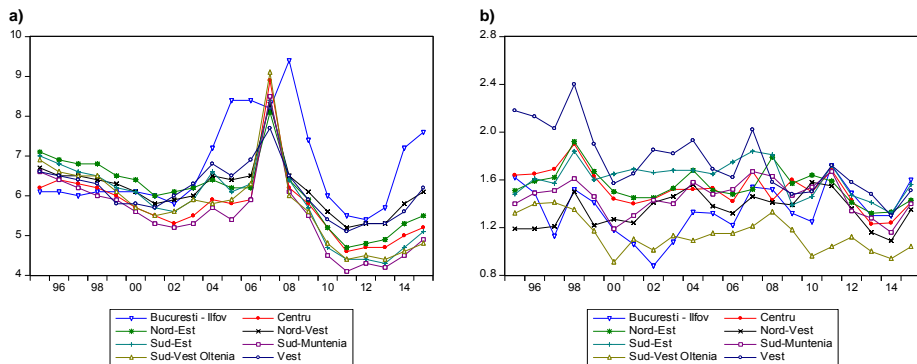 a)
10
9
8
7
6
5
4
96 98 00 02 04 06 08 10 12 14
Bucuresti - Ilfov Centru
Nord-Est Nord-Vest
Sud-Est Sud-Muntenia
Sud-Vest Oltenia Vest
b)
2.8
2.4
2.0
1.6
1.2
0.8
96 98 00 02 04 06 08 10 12 14
Bucuresti - Ilfov Centru
Nord-Est Nord-Vest
Sud-Est Sud-Muntenia
Sud-Vest Oltenia Vest